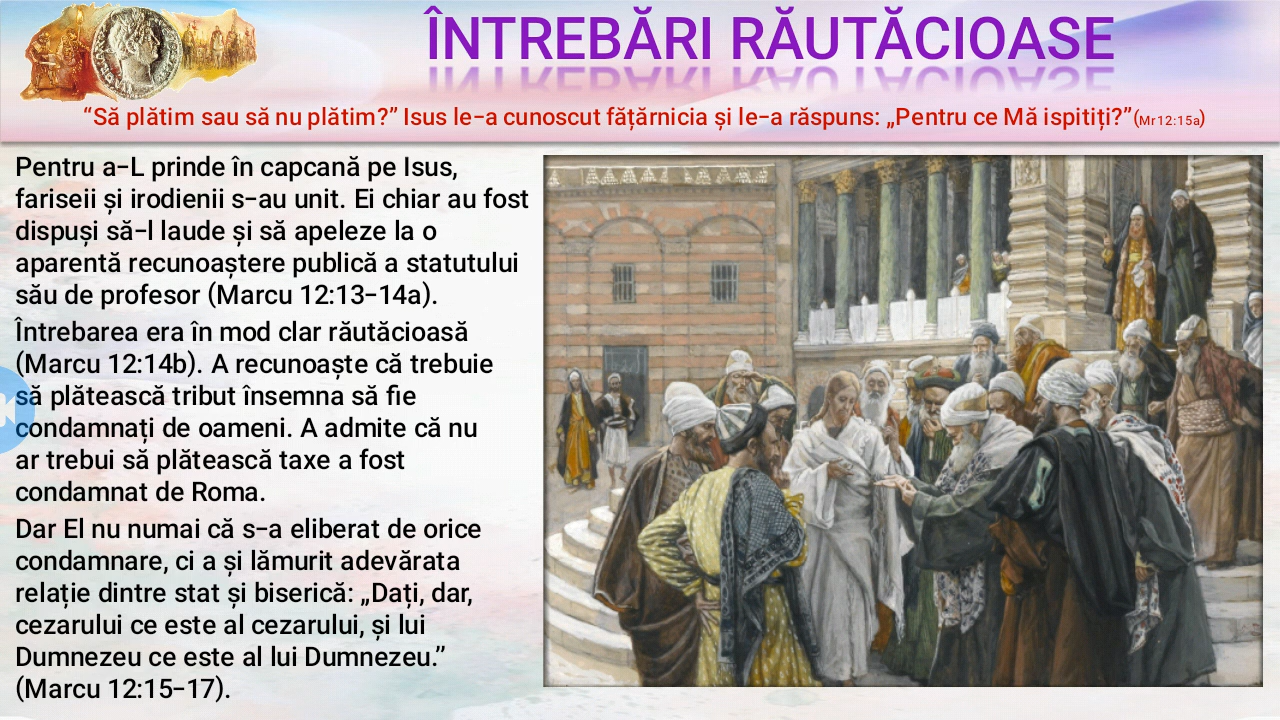 ÎNTREBĂRI RĂUTĂCIOASE
“Să plătim sau să nu plătim?” Isus le-a cunoscut fățărnicia și le-a răspuns: „Pentru ce Mă ispitiți?”(Mr12:15a)
Pentru a-L prinde în capcană pe Isus,
fariseii și irodienii s-au unit. Ei chiar au fost
dispuși să-l laude și să apeleze la o
aparentă recunoaștere publică a statutului
său de profesor (Marcu 12:13-14a).
Întrebarea era în mod clar răutăcioasă
(Marcu 12:14b). A recunoaște că trebuie
să plătească tribut însemna să fie
condamnați de oameni. A admite că nu
ar trebui să plătească taxe a fost
condamnat de Roma.
Dar El nu numai că s-a eliberat de orice
condamnare, ci a și lămurit adevărata
relație dintre stat și biserică: „Dați, dar,
cezarului ce este al cezarului, și lui
Dumnezeu ce este al lui Dumnezeu.”
(Marcu 12:15-17).